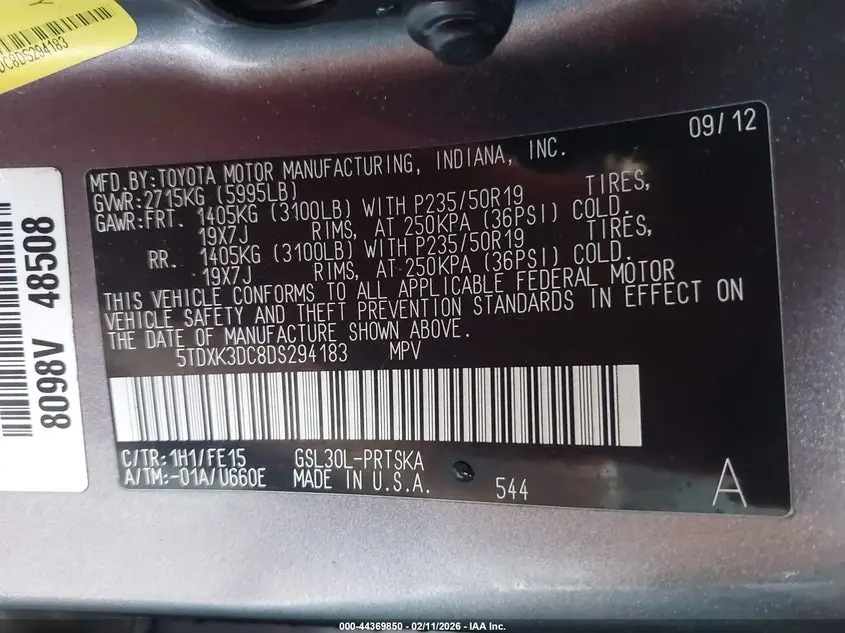 DC8DS294183
8098V 48508
09/12
MFD.BY:TOYOTA MOTOR MANUFACTURING, INDIANA, INC.
GVWR:2715KG (5995LB)
GAWR:FRT. 1405KG (3100LB) WITH P235/50R19 TIRES,
19X7J RIMS, AT 250KPA (36PSI) COLD.
RR. 1405KG (3100LB) WITH P235/50R19 TIRES,
19X7J RIMS, AT 250KPA (36PSI) COLD.
THIS VEHICLE CONFORMS TO ALL APPLICABLE FEDERAL MOTOR
VEHICLE SAFETY AND THEFT PREVENTION STANDARDS IN EFFECT ON
THE DATE OF MANUFACTURE SHOWN ABOVE.
5TDXK3DC8DS294183 MPV
C/TR:1H1/FE15 GSL30L-PRTSKA
A/TM:-01A/U660E MADE IN U.S.A. 544 A
000-44369850 - 02/11/2026 - IAA Inc.